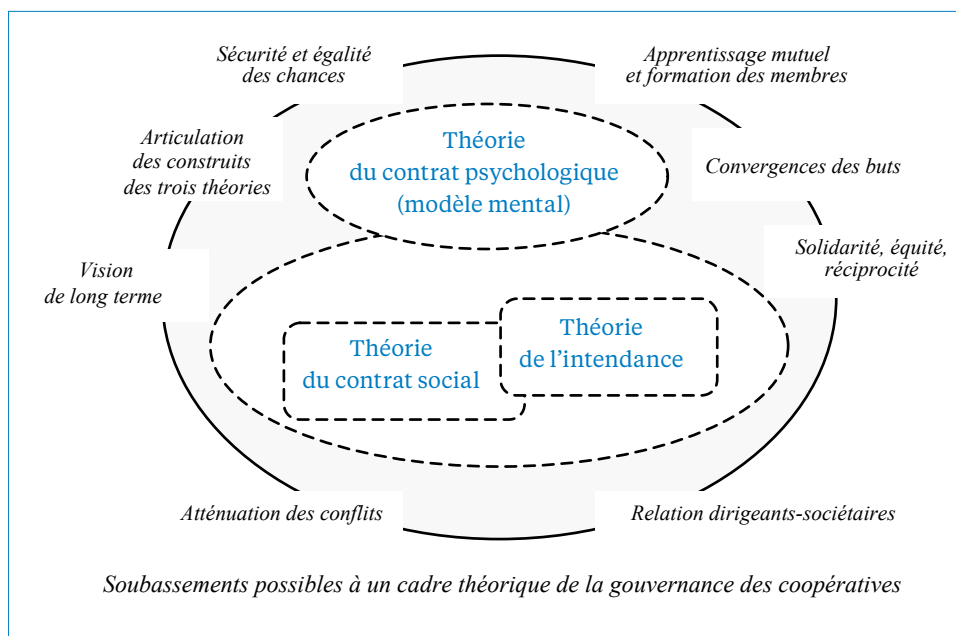 Sécurité et égalité
des chances
Apprentissage mutuel
et formation des membres
Articulation
des construits
des trois théories
Théorie
du contrat psychologique
(modèle mental)
Convergences des buts
Vision
de long terme
Solidarité, équité,
réciprocité
Théorie
du contrat social
Théorie
de l’intendance
Atténuation des conflits
Relation dirigeants-sociétaires
Soubassements possibles à un cadre théorique de la gouvernance des coopératives